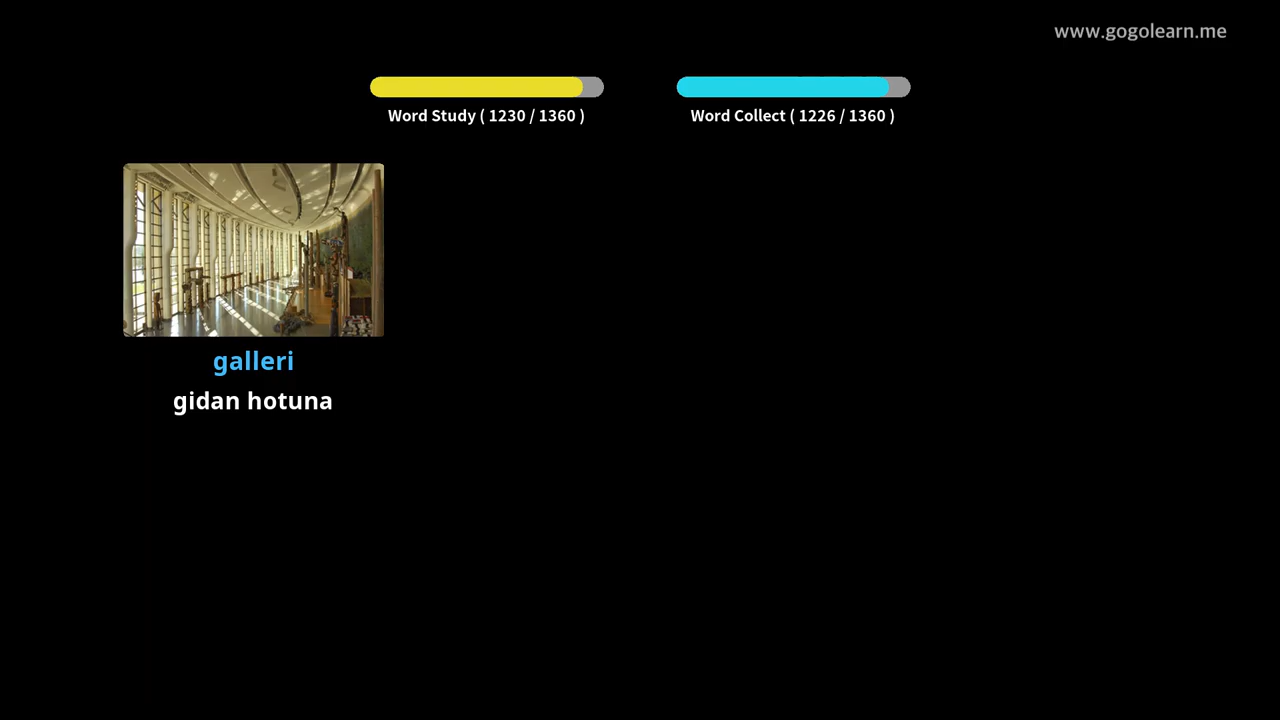 www.gogolearn.me
Word Study ( 1230 / 1360 )
Word Collect ( 1226 / 1360 )
galleri
gidan hotuna